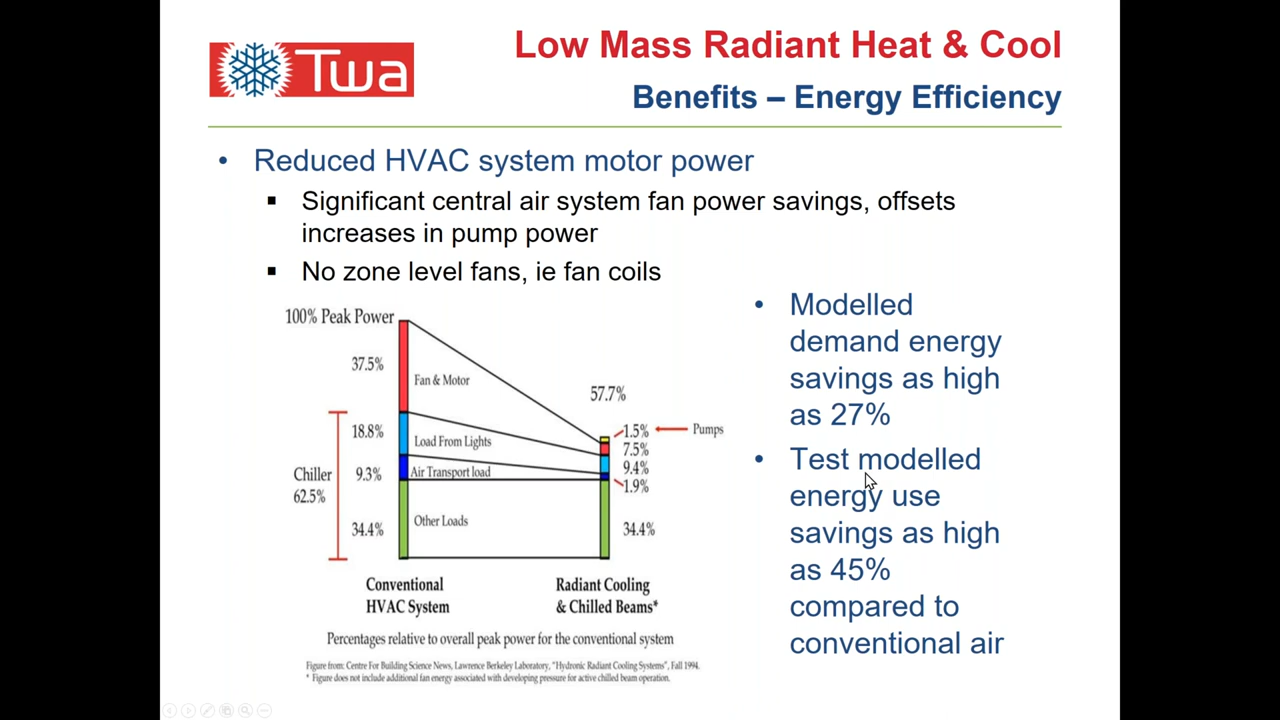 Twa
Low Mass Radiant Heat & Cool
Benefits – Energy Efficiency
• Reduced HVAC system motor power
▪ Significant central air system fan power savings, offsets
increases in pump power
▪ No zone level fans, ie fan coils
100% Peak Power
37.5%
Fan & Motor
18.8%
Load From Lights
Chiller
62.5%
9.3%
Air Transport load
34.4%
Other Loads
57.7%
1.5%
Pumps
7.5%
9.4%
1.9%
34.4%
Conventional
HVAC System
Radiant Cooling
& Chilled Beams*
Percentages relative to overall peak power for the conventional system
Figure from: Centre For Building Science News, Lawrence Berkeley Laboratory, "Hydronic Radiant Cooling Systems", Fall 1994.
* Figure does not include additional fan energy associated with developing pressure for active chilled beam operation.
• Modelled
demand energy
savings as high
as 27%
• Test modelled
energy use
savings as high
as 45%
compared to
conventional air